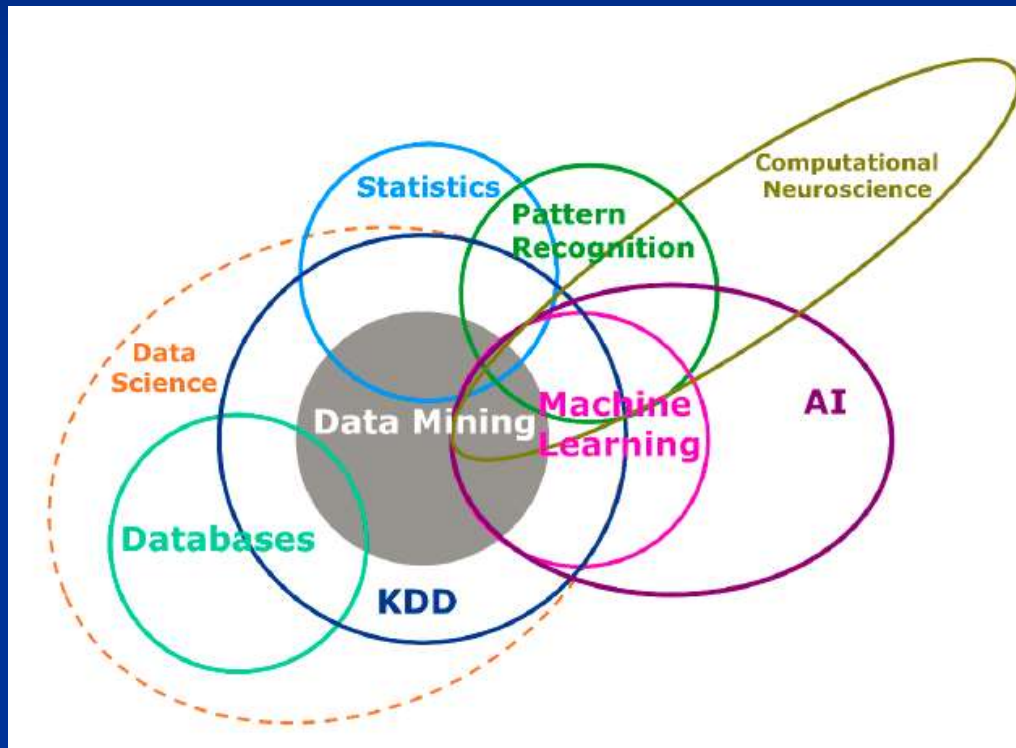 Computational
Neuroscience
Statistics
Pattern
Recognition
Data
Science
Machine
Learning
AI
Data Mining
Databases
KDD